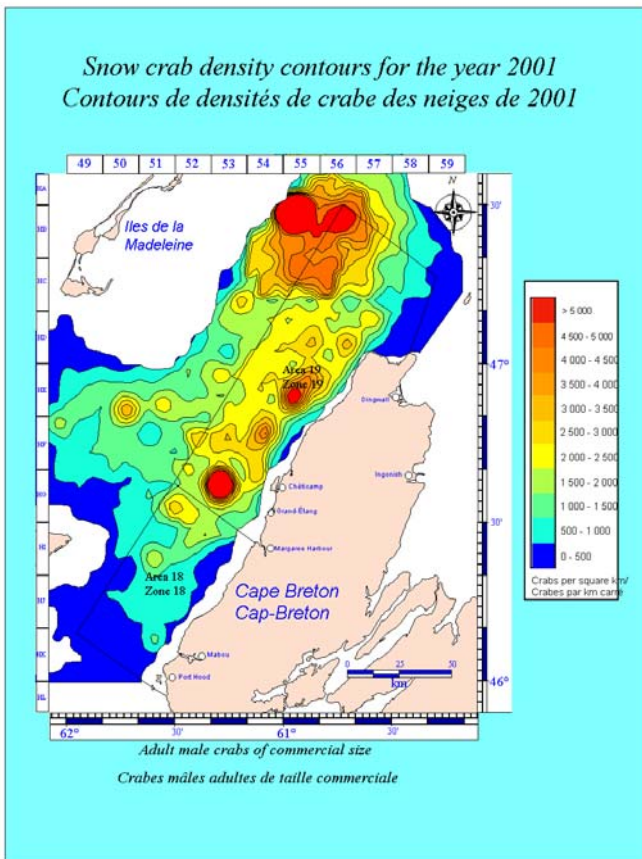 Snow crab density contours for the year 2001
Contours de densités de crabe des neiges de 2001
49 50 51 52 53 54 55 56 57 58 59
N
HA
30'
Iles de la
Madeleine
HC
> 5 000
4 500 - 5 000
4 000 - 4 500
3 500 - 4 000
3 000 - 3 500
2 500 - 3 000
2 000 - 2 500
1 500 - 2 000
1 000 - 1 500
500 - 1 000
0 - 500
Crabs per square km/
Crabes par km carré
47°
Area 19
Zone 19
Dingwall
Ingonish
Chéticamp
Grand-Étang
30'
HI
Margaree Harbour
Area 18
Zone 18
HJ
Cape Breton
Cap-Breton
HK
Mabou
Port Hood
0 25 50
km
46°
HL
62° 30' 61° 30'
Adult male crabs of commercial size
Crabes mâles adultes de taille commerciale